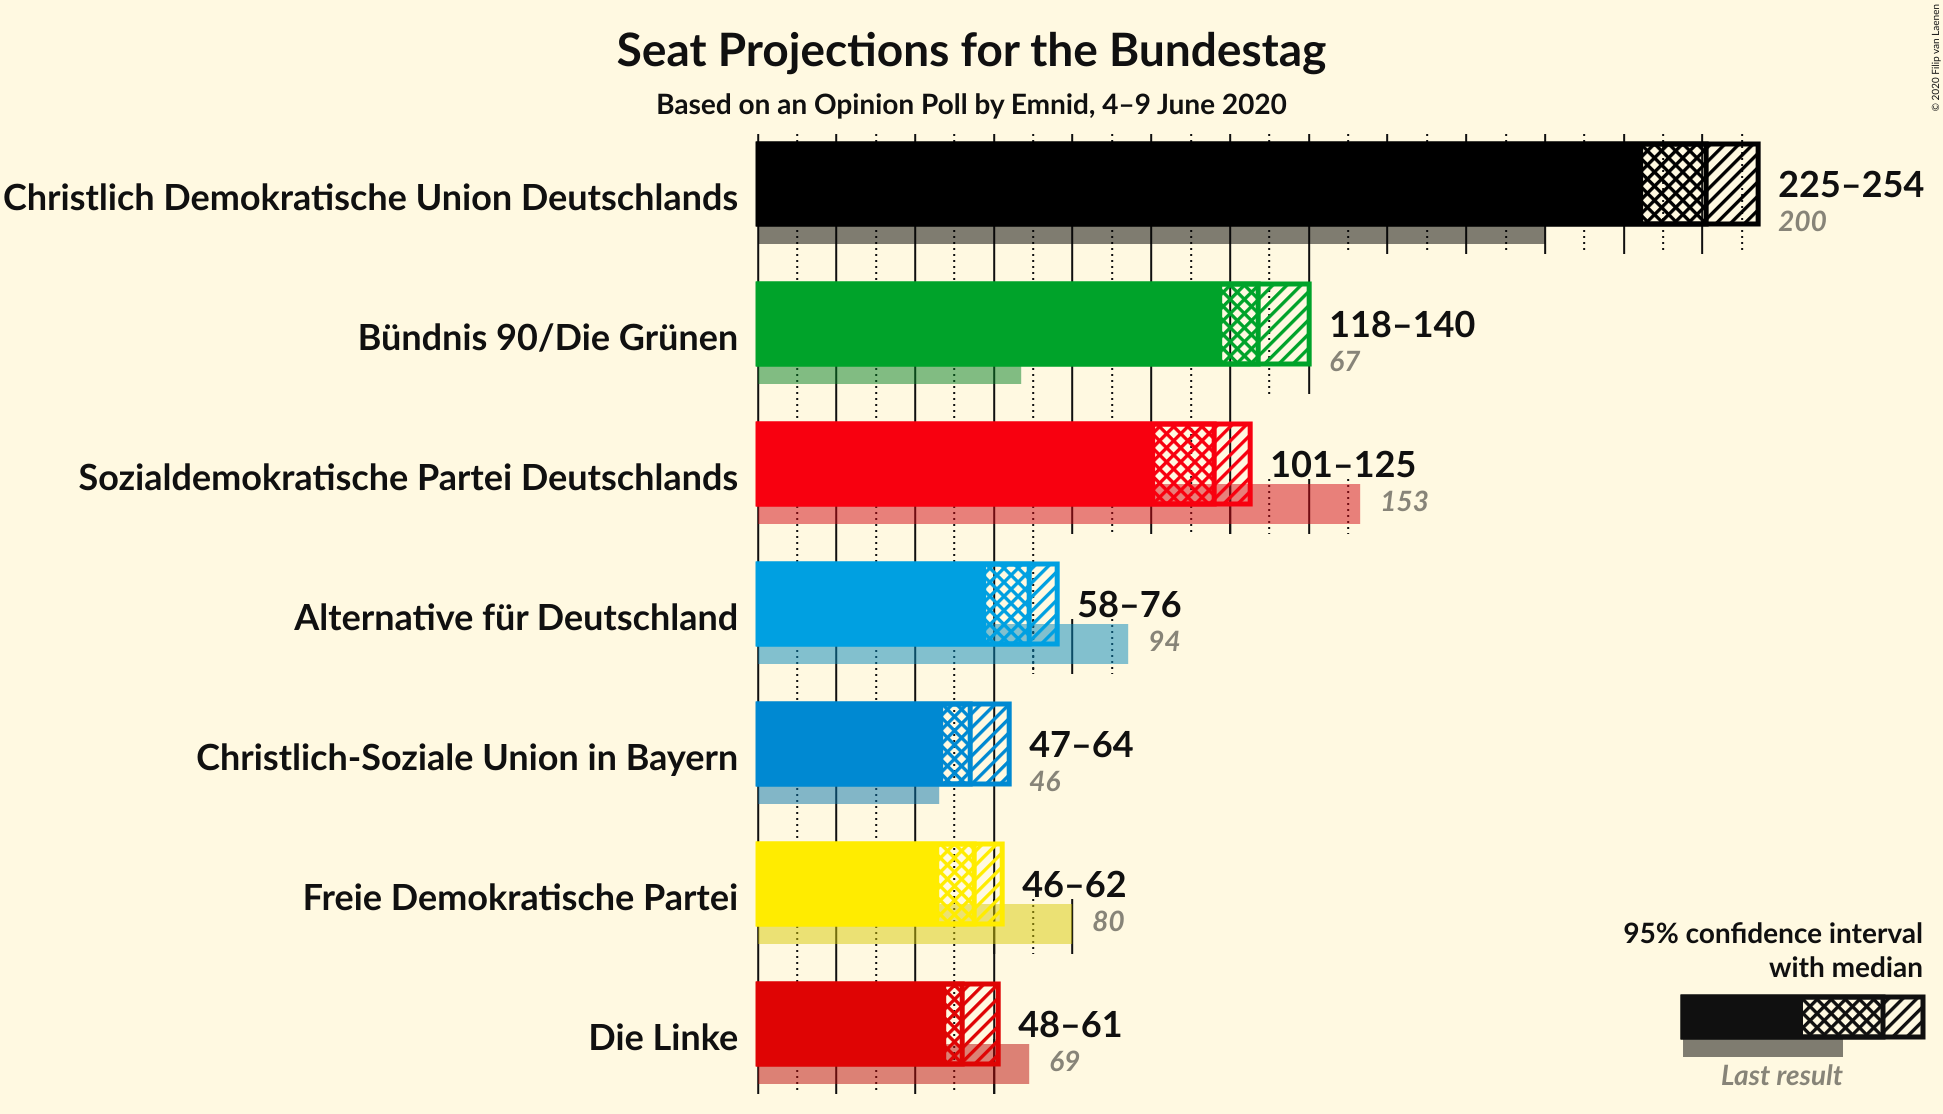 Seat Projections for the Bundestag
Based on an Opinion Poll by Emnid, 4–9 June 2020
© 2020 Filip van Laenen
Christlich Demokratische Union Deutschlands
225–254
200
Bündnis 90/Die Grünen
118–140
67
Sozialdemokratische Partei Deutschlands
101–125
153
Alternative für Deutschland
58–76
94
Christlich-Soziale Union in Bayern
47–64
46
Freie Demokratische Partei
46–62
80
Die Linke
48–61
69
95% confidence interval
with median
Last result